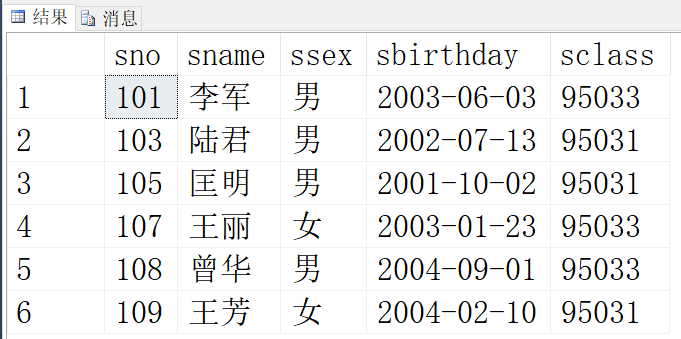 结果 消息
sno sname ssex sbirthday sclass
1 101 李军 男 2003-06-03 95033
2 103 陆君 男 2002-07-13 95031
3 105 匡明 男 2001-10-02 95031
4 107 王丽 女 2003-01-23 95033
5 108 曾华 男 2004-09-01 95033
6 109 王芳 女 2004-02-10 95031